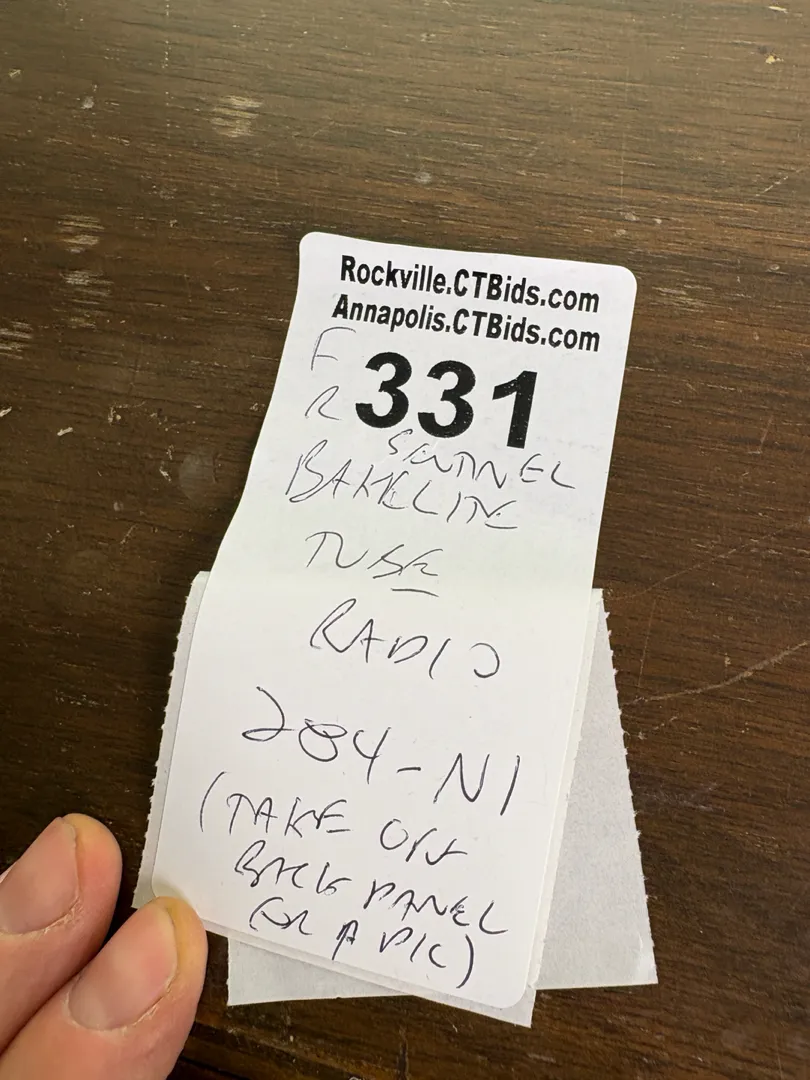 Rockville.CTBids.com
Annapolis.CTBids.com
F
R
331
SENTINEL
BAKELITE
TUBE
RADIO
284-NI
(TAKE OFF
BACK PANEL
FOR A PIC)